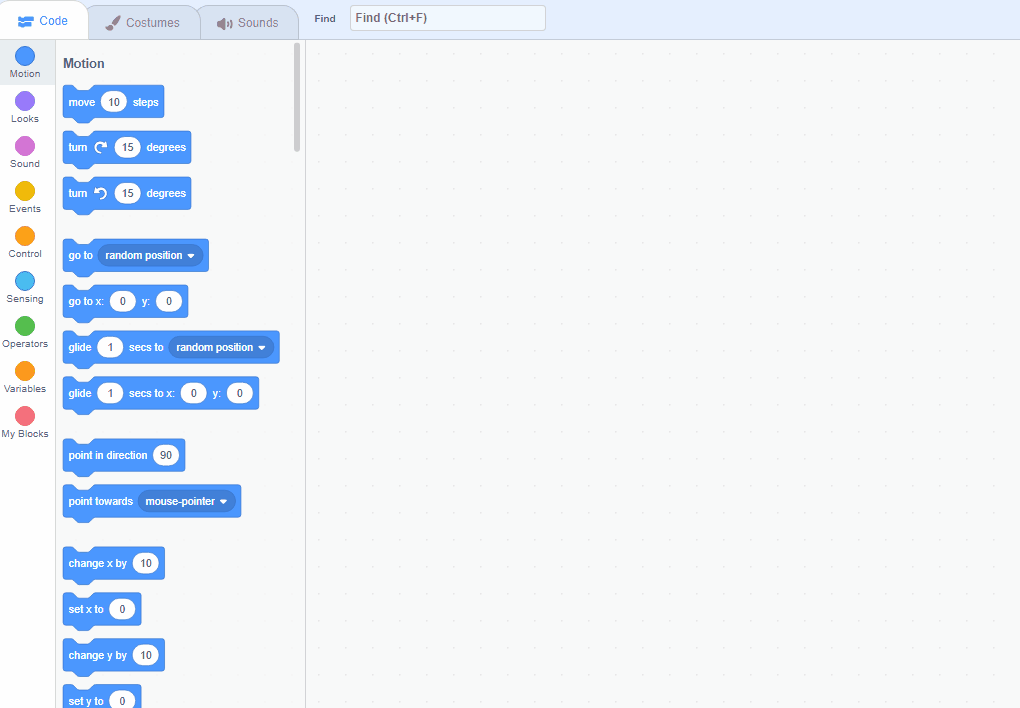 Code
Costumes
Sounds
Find
Find (Ctrl+F)
Motion
Looks
Sound
Events
Control
Sensing
Operators
Variables
My Blocks
Motion
move 10 steps
turn 15 degrees
turn 15 degrees
go to random position
go to x: 0 y: 0
glide 1 secs to random position
glide 1 secs to x: 0 y: 0
point in direction 90
point towards mouse-pointer
change x by 10
set x to 0
change y by 10
set y to 0